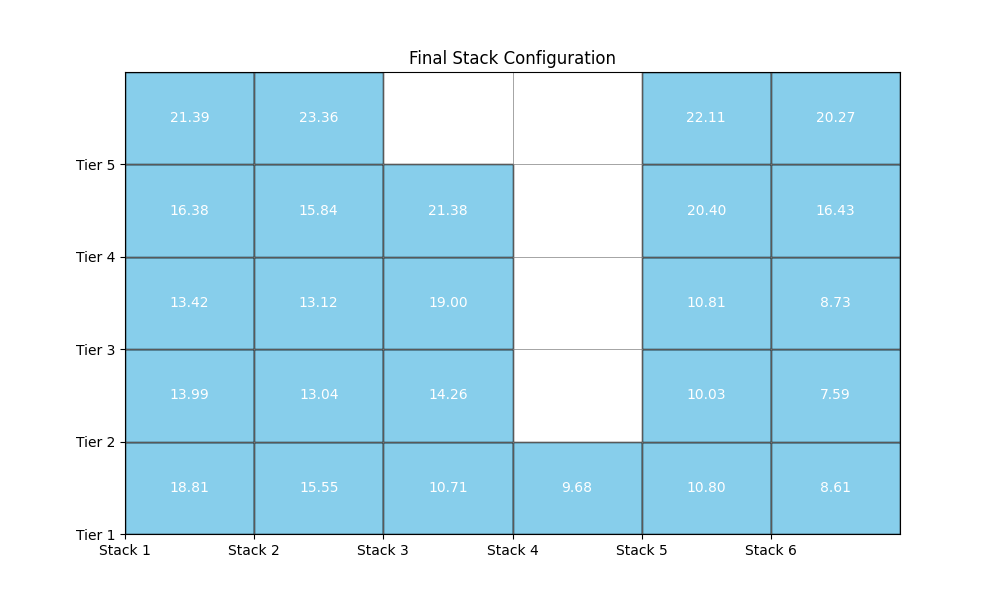 Final Stack Configuration
21.39 23.36 22.11 20.27
Tier 5
16.38 15.84 21.38 20.40 16.43
Tier 4
13.42 13.12 19.00 10.81 8.73
Tier 3
13.99 13.04 14.26 10.03 7.59
Tier 2
18.81 15.55 10.71 9.68 10.80 8.61
Tier 1
Stack 1 Stack 2 Stack 3 Stack 4 Stack 5 Stack 6